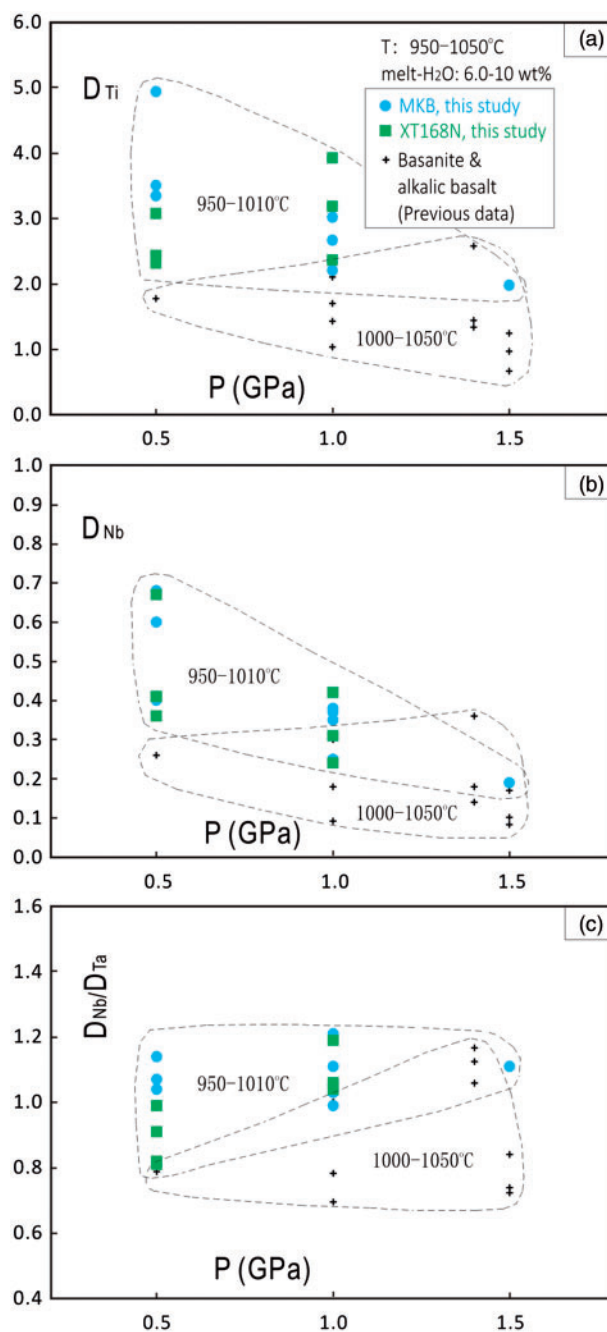 6.0
(a)
T: 950-1050°C
melt-H2O: 6.0-10 wt%
D Ti
5.0
MKB, this study
XT168N, this study
4.0
Basanite &
alkalic basalt
(Previous data)
950-1010°C
3.0
2.0
1000-1050°C
1.0
P (GPa)
0.0
0.5
1.0
1.5
1.0
(b)
0.9
D Nb
0.8
0.7
0.6
0.5
950-1010°C
0.4
0.3
0.2
1000-1050°C
0.1
P (GPa)
0.0
0.5
1.0
1.5
1.6
(c)
DNb/DTa
1.4
1.2
950-1010°C
1.0
1000-1050°C
0.8
0.6
P (GPa)
0.4
0.5
1.0
1.5